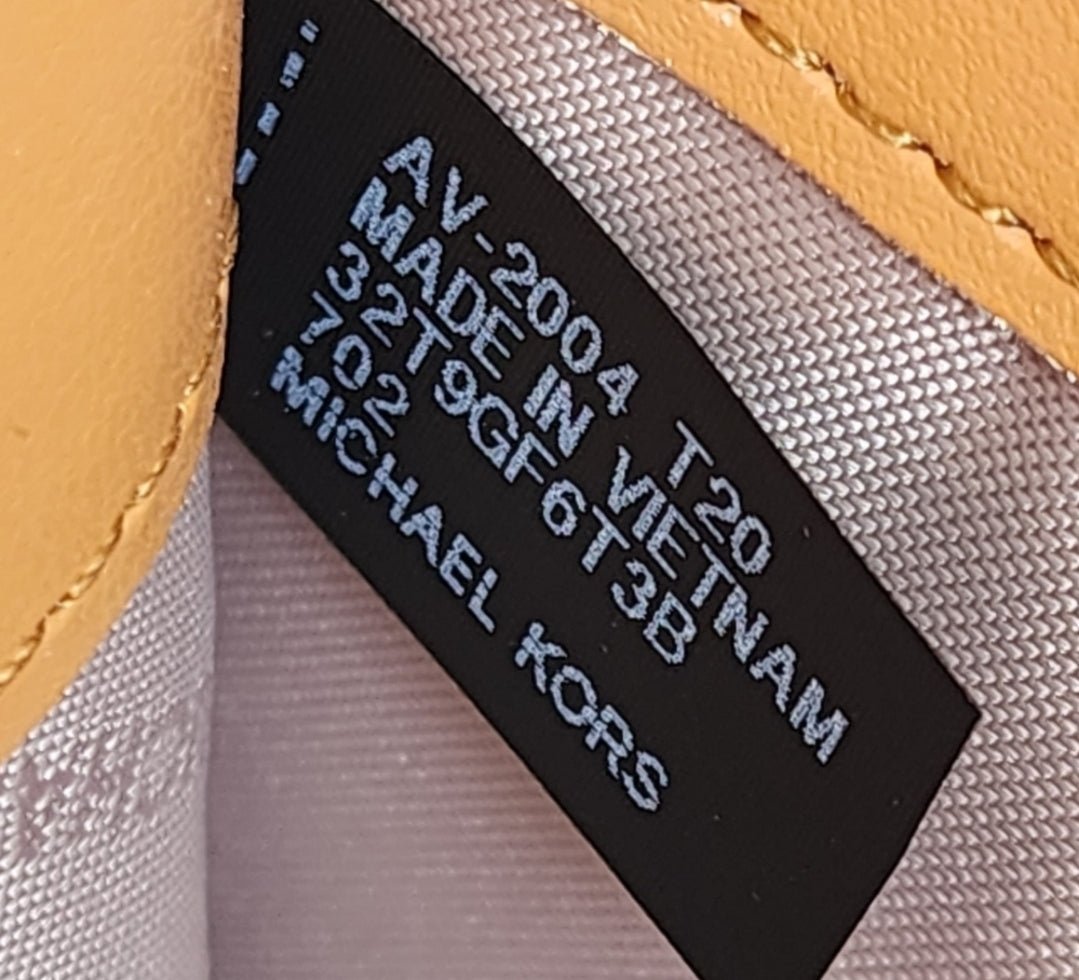 AV-2004 T20
MADE IN VIETNAM
32T9GF6T3B
702
MICHAEL KORS